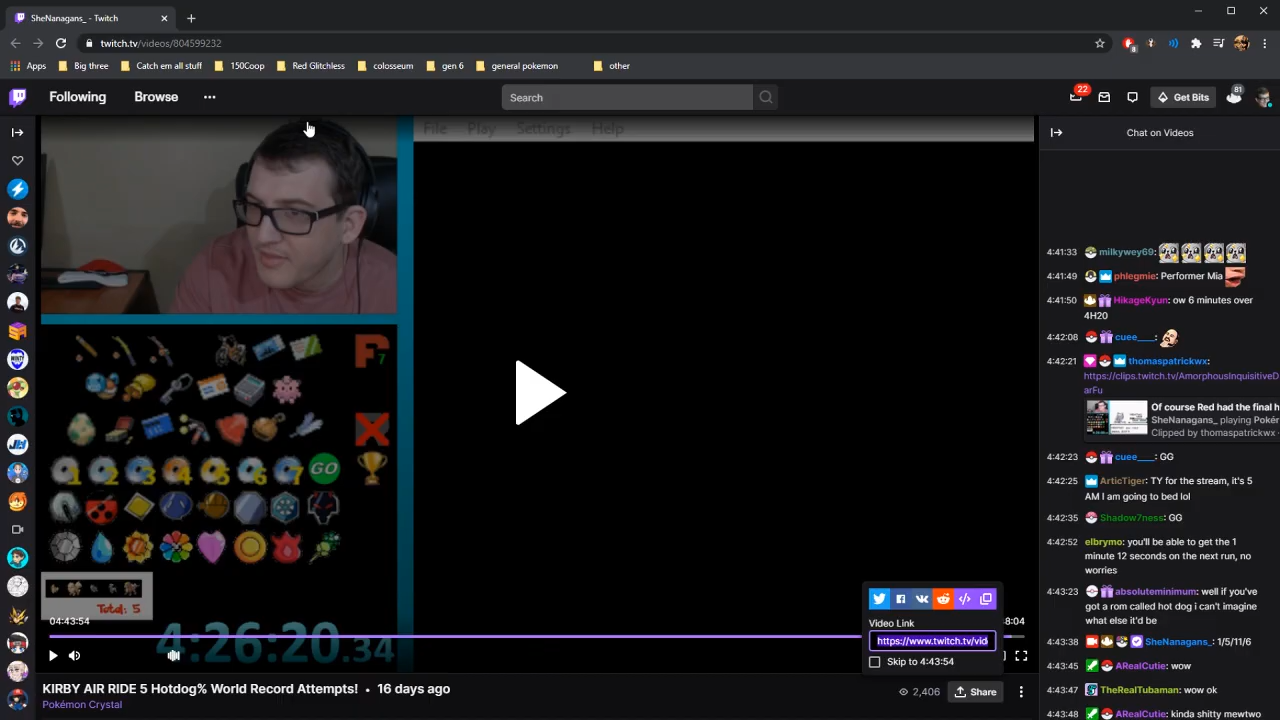 SheNanagans_ - Twitch
twitch.tv/videos/804599232
Apps Big three Catch em all stuff 150Coop Red Glitchless colosseum gen 6 general pokemon other
Following Browse Search 22 Get Bits 81
Chat on Videos
File Play Settings Help
4:41:33 milkywey69:
4:41:49 phlegmie: Performer Mia
4:41:50 HikageKyun: ow 6 minutes over
4H20
4:42:08 cuee____:
4:42:21 thomaspatrickwx:
https://clips.twitch.tv/AmorphousInquisitiveD
arFu
Of course Red had the final h
SheNanagans_ playing Poké
Clipped by thomaspatrickwx
4:42:23 cuee____: GG
4:42:25 ArticTiger: TY for the stream, it's 5
AM I am going to bed lol
4:42:35 Shadow7ness: GG
4:42:52 elbrymo: you'll be able to get the 1
minute 12 seconds on the next run, no
worries
4:43:23 absoluteminimum: well if you've
got a rom called hot dog i can't imagine
what else it'd be
4:43:38 SheNanagans_: 1/5/11/6
4:43:45 ARealCutie: wow
4:43:47 TheRealTubaman: wow ok
4:43:48 ARealCutie: kinda shitty mewtwo
F7
1 2 3 4 5 6 7 GO
Total: 5
04:43:54
4:26:20.34
8:04
Video Link
https://www.twitch.tv/vid
Skip to 4:43:54
KIRBY AIR RIDE 5 Hotdog% World Record Attempts! • 16 days ago
Pokémon Crystal
2,406 Share